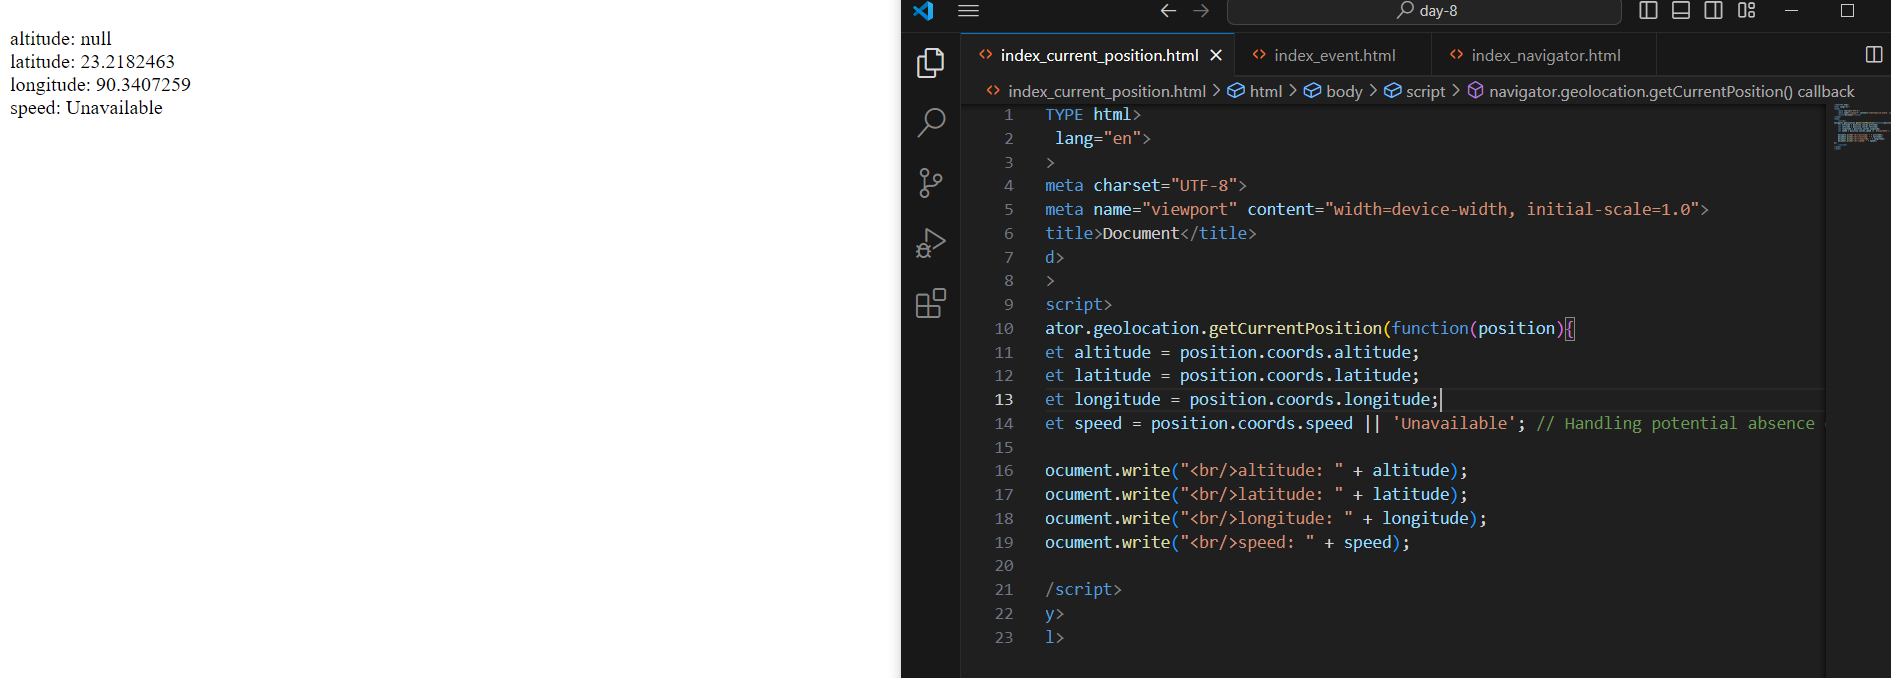 altitude: null
latitude: 23.2182463
longitude: 90.3407259
speed: Unavailable
day-8
index_current_position.html
index_event.html
index_navigator.html
index_current_position.html > html > body > script > navigator.geolocation.getCurrentPosition() callback
1 TYPE html>
2 lang="en">
3 >
4 meta charset="UTF-8">
5 meta name="viewport" content="width=device-width, initial-scale=1.0">
6 title>Document</title>
7 d>
8 >
9 script>
10 ator.geolocation.getCurrentPosition(function(position){
11 et altitude = position.coords.altitude;
12 et latitude = position.coords.latitude;
13 et longitude = position.coords.longitude;
14 et speed = position.coords.speed || 'Unavailable'; // Handling potential absence
15
16 ocument.write("<br/>altitude: " + altitude);
17 ocument.write("<br/>latitude: " + latitude);
18 ocument.write("<br/>longitude: " + longitude);
19 ocument.write("<br/>speed: " + speed);
20
21 /script>
22 y>
23 l>